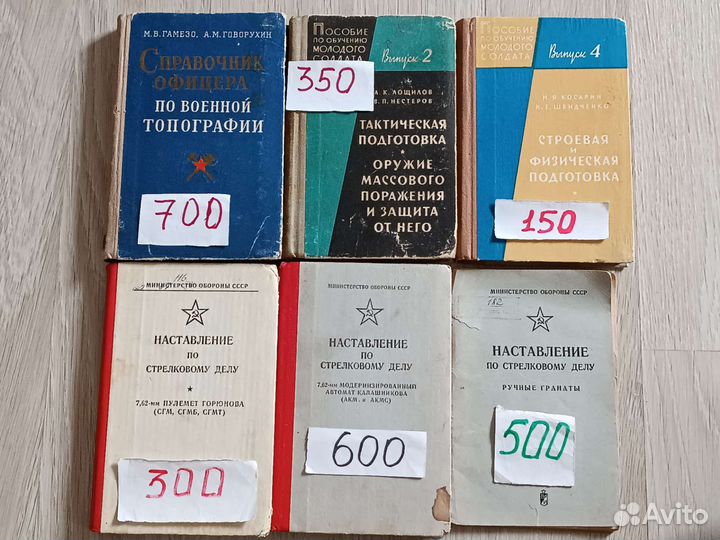 М.В. ГАМЕЗО, А.М. ГОВОРУХИН
СПРАВОЧНИК
ОФИЦЕРА
ПО ВОЕННОЙ
ТОПОГРАФИИ
700
ПОСОБИЕ
ПО ОБУЧЕНИЮ
МОЛОДОГО
СОЛДАТА
Выпуск 2
350
А. К. ЛОЩИЛОВ
В. П. НЕСТЕРОВ
ТАКТИЧЕСКАЯ
ПОДГОТОВКА
ОРУЖИЕ
МАССОВОГО
ПОРАЖЕНИЯ
И ЗАЩИТА
ОТ НЕГО
ПОСОБИЕ
ПО ОБУЧЕНИЮ
МОЛОДОГО
СОЛДАТА
Выпуск 4
К. Е. ШВИДЧЕНКО
СТРОЕВАЯ
И
ФИЗИЧЕСКАЯ
ПОДГОТОВКА
150
МИНИСТЕРСТВО ОБОРОНЫ СССР
НАСТАВЛЕНИЕ
ПО
СТРЕЛКОВОМУ ДЕЛУ
7,62-мм ПУЛЕМЕТ ГОРЮНОВА
(СГМ, СГМБ, СГМТ)
300
МИНИСТЕРСТВО ОБОРОНЫ СССР
НАСТАВЛЕНИЕ
ПО
СТРЕЛКОВОМУ ДЕЛУ
7,62-мм МОДЕРНИЗИРОВАННЫЙ
АВТОМАТ КАЛАШНИКОВА
(АКМ и АКМС)
600
МИНИСТЕРСТВО ОБОРОНЫ СССР
182
НАСТАВЛЕНИЕ
ПО СТРЕЛКОВОМУ ДЕЛУ
РУЧНЫЕ ГРАНАТЫ
500
Avito